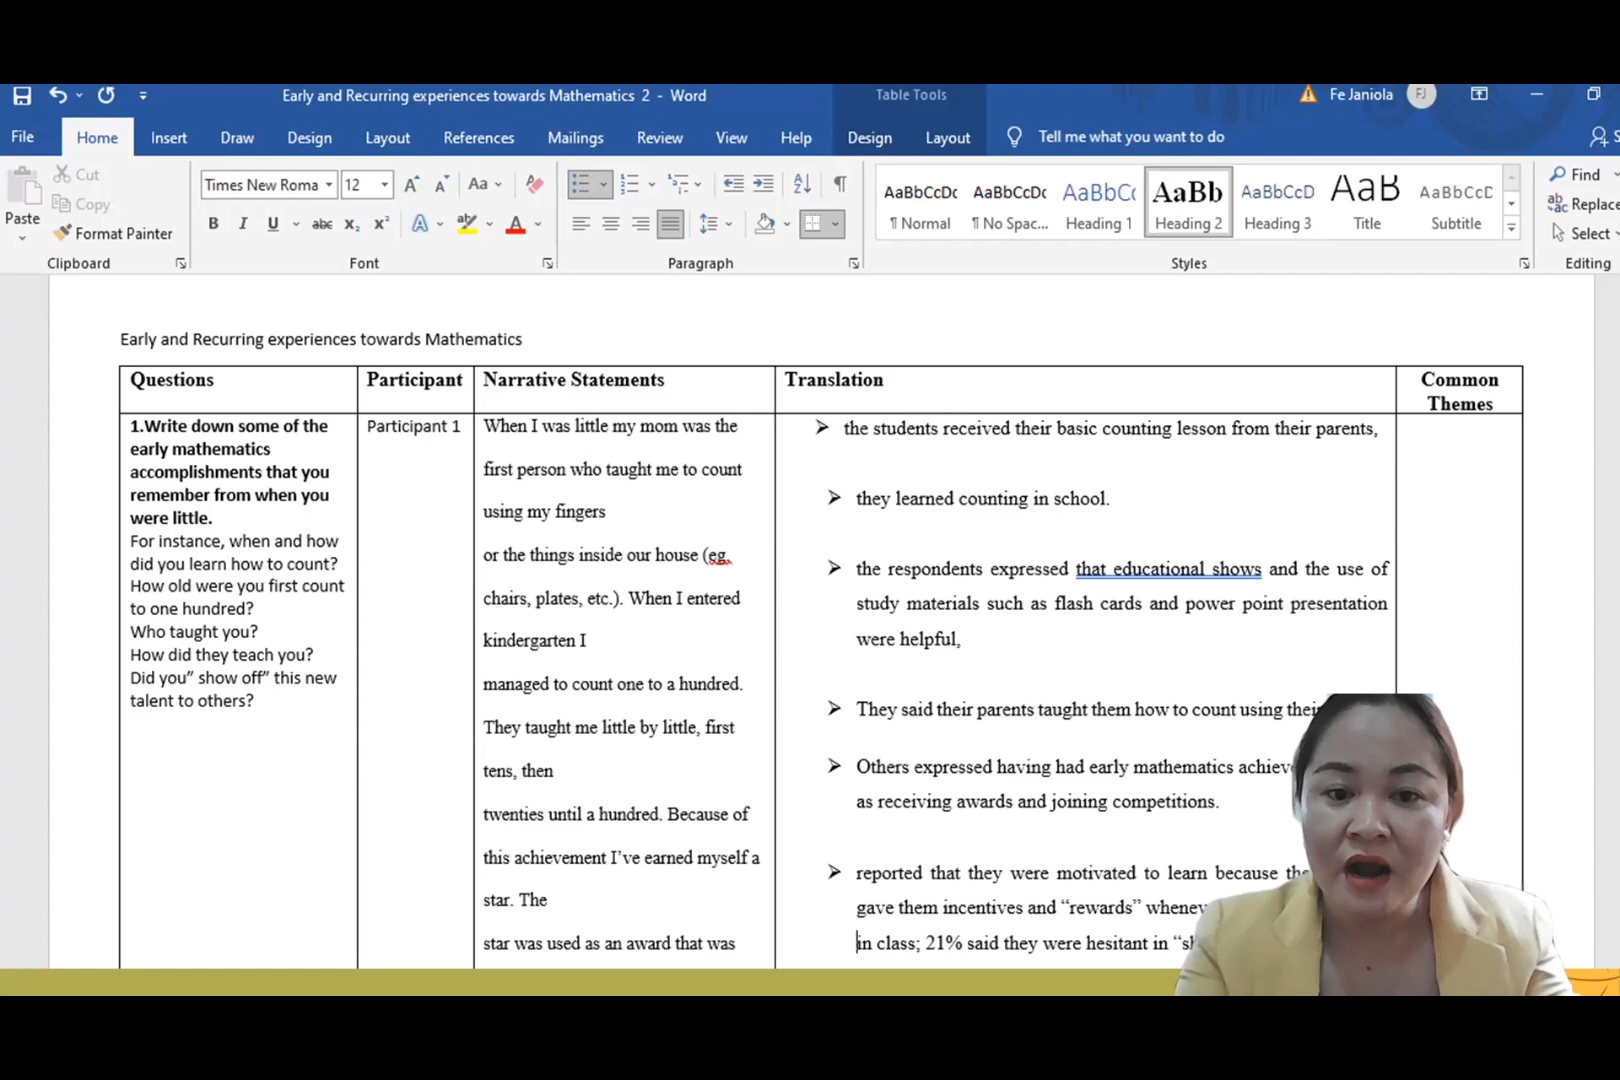 Early and Recurring experiences towards Mathematics 2 - Word
Table Tools
Fe Janiola
FJ
File
Home
Insert
Draw
Design
Layout
References
Mailings
Review
View
Help
Design
Layout
Tell me what you want to do
Paste
Cut
Copy
Format Painter
Clipboard
Times New Roma
12
Aa
B I U abc x₂ x²
Font
Paragraph
AaBbCcDc
¶ Normal
AaBbCcDc
¶ No Spac...
AaBbCc
Heading 1
AaBb
Heading 2
AaBbCcD
Heading 3
AaB
Title
AaBbCcD
Subtitle
Styles
Find
Replace
Select
Editing
Early and Recurring experiences towards Mathematics
Questions
Participant
Narrative Statements
Translation
Common
Themes
1.Write down some of the
early mathematics
accomplishments that you
remember from when you
were little.
For instance, when and how
did you learn how to count?
How old were you first count
to one hundred?
Who taught you?
How did they teach you?
Did you” show off” this new
talent to others?
Participant 1
When I was little my mom was the
first person who taught me to count
using my fingers
or the things inside our house (eg.
chairs, plates, etc.). When I entered
kindergarten I
managed to count one to a hundred.
They taught me little by little, first
tens, then
twenties until a hundred. Because of
this achievement I’ve earned myself a
star. The
star was used as an award that was
the students received their basic counting lesson from their parents,
they learned counting in school.
the respondents expressed that educational shows and the use of
study materials such as flash cards and power point presentation
were helpful,
They said their parents taught them how to count using
Others expressed having had early mathematics
as receiving awards and joining competitions.
reported that they were motivated to learn because
gave them incentives and “rewards”
in class; 21% said they were hesitant in